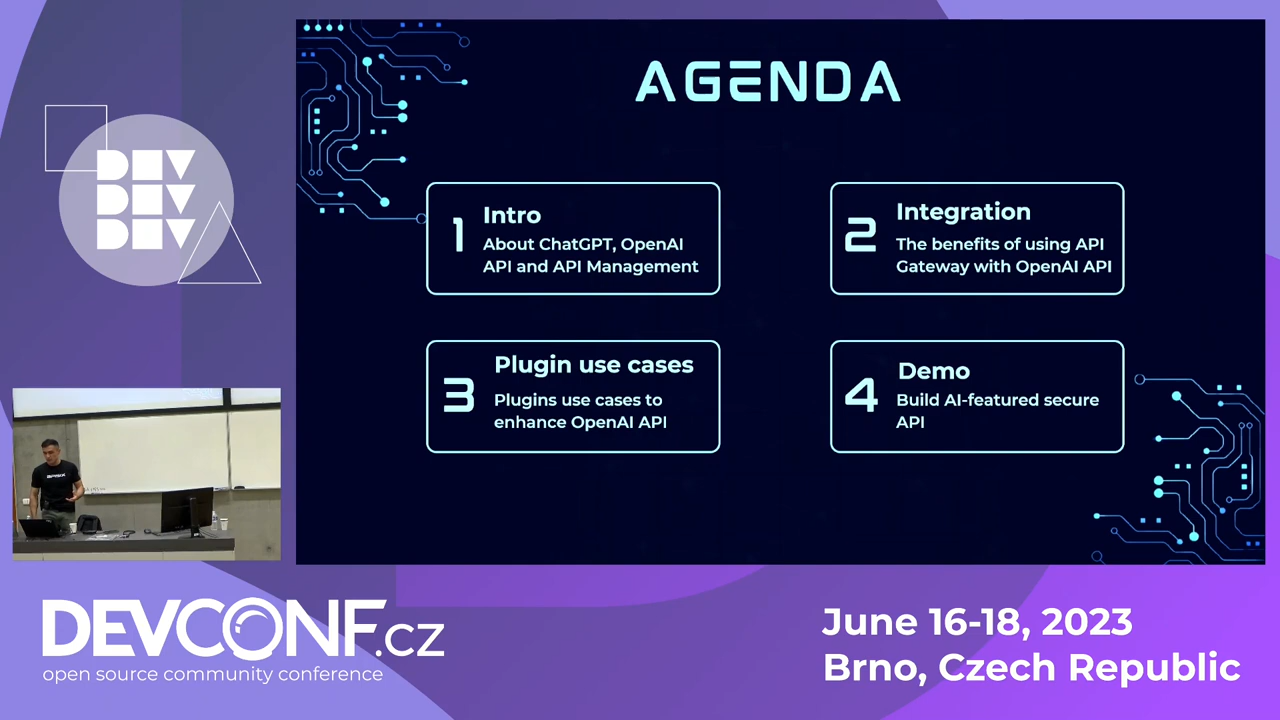 AGENDA
1
Intro
About ChatGPT, OpenAI
API and API Management
2
Integration
The benefits of using API
Gateway with OpenAI API
3
Plugin use cases
Plugins use cases to
enhance OpenAI API
4
Demo
Build AI-featured secure
API
DEV
DEV
DEV
DEVCONF.cz
open source community conference
June 16-18, 2023
Brno, Czech Republic